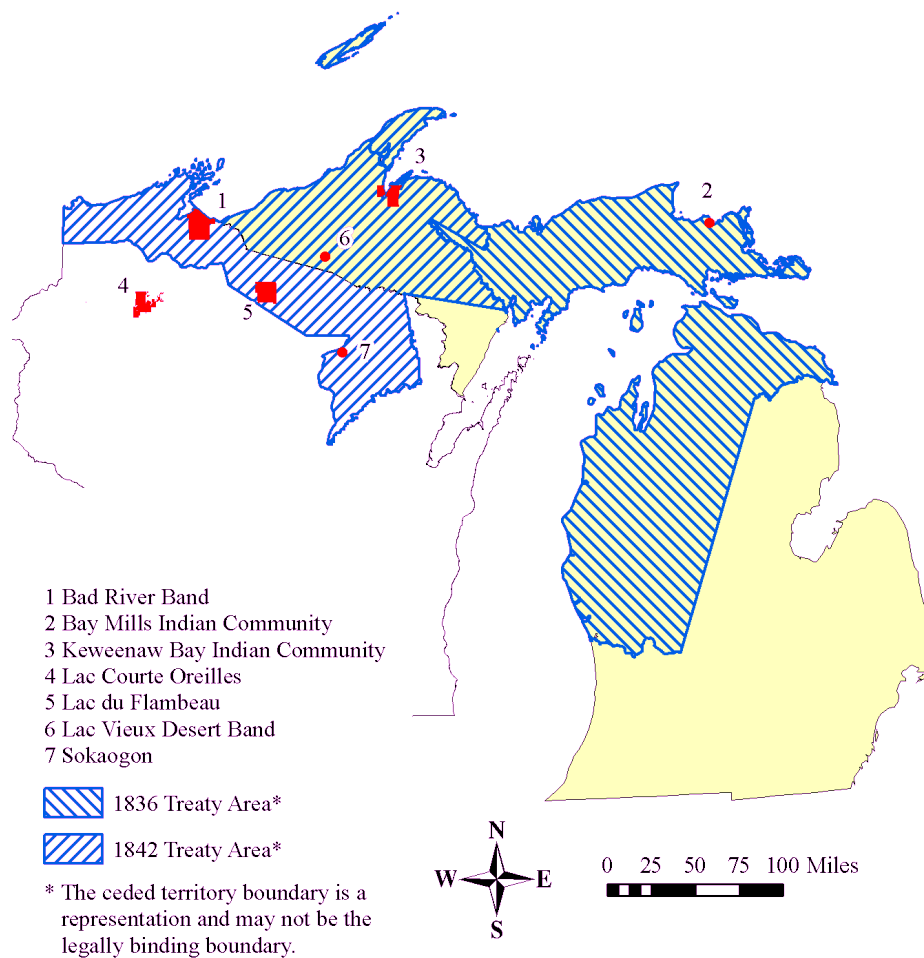 3
2
1
6
4
5
7
1 Bad River Band
2 Bay Mills Indian Community
3 Keweenaw Bay Indian Community
4 Lac Courte Oreilles
5 Lac du Flambeau
6 Lac Vieux Desert Band
7 Sokaogon
1836 Treaty Area*
1842 Treaty Area*
* The ceded territory boundary is a
representation and may not be the
legally binding boundary.
N
W E
S
0 25 50 75 100 Miles